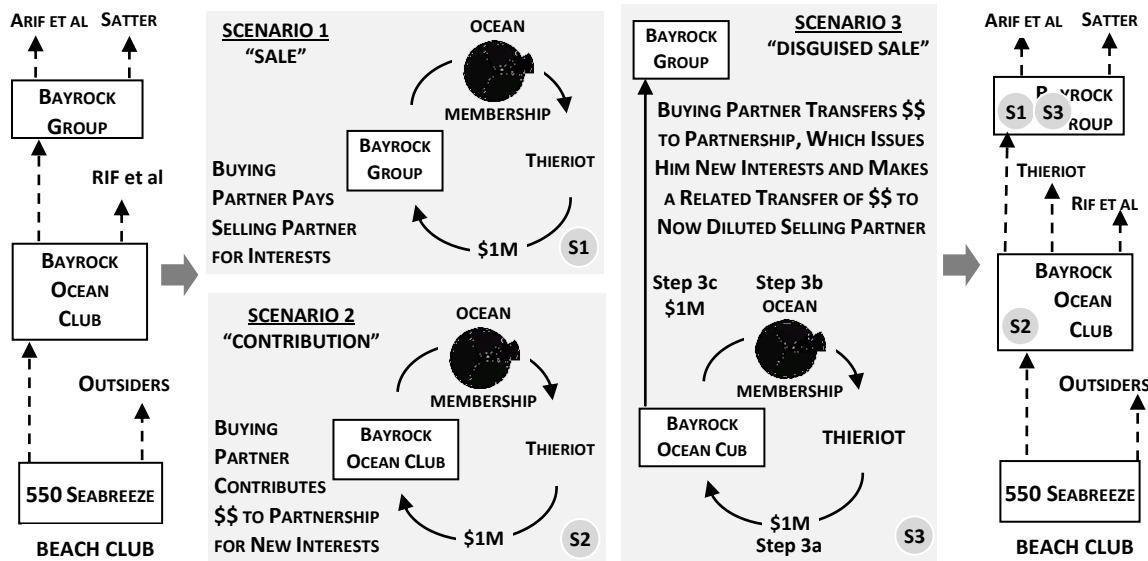 ARIF ET AL
SATTER
BAYROCK
GROUP
RIF et al
BAYROCK
OCEAN
CLUB
OUTSIDERS
550 SEABREEZE
BEACH CLUB
SCENARIO 1
“SALE”
OCEAN
MEMBERSHIP
BAYROCK
GROUP
THIERIOT
BUYING
PARTNER PAYS
SELLING PARTNER
FOR INTERESTS
$1M
S1
SCENARIO 2
“CONTRIBUTION”
OCEAN
MEMBERSHIP
BAYROCK
OCEAN CLUB
THIERIOT
BUYING
PARTNER
CONTRIBUTES
$$ TO PARTNERSHIP
FOR NEW INTERESTS
$1M
S2
SCENARIO 3
“DISGUISED SALE”
BAYROCK
GROUP
BUYING PARTNER TRANSFERS $$
TO PARTNERSHIP, WHICH ISSUES
HIM NEW INTERESTS AND MAKES
A RELATED TRANSFER OF $$ TO
NOW DILUTED SELLING PARTNER
Step 3c
$1M
Step 3b
OCEAN
MEMBERSHIP
BAYROCK
OCEAN CUB
THIERIOT
$1M
Step 3a
S3
ARIF ET AL
SATTER
S1 S3
THIERIOT
RIF ET AL
BAYROCK
OCEAN
CLUB
S2
OUTSIDERS
550 SEABREEZE
BEACH CLUB